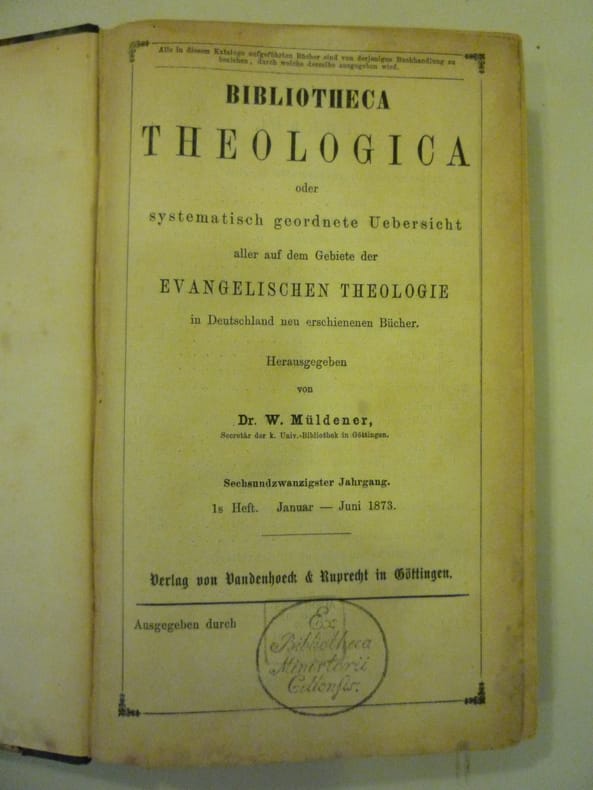 Alle in diesem Kataloge aufgeführten Bücher sind von derjenigen Buchhandlung zu
beziehen, durch welche derselbe ausgegeben wird.
BIBLIOTHECA
THEOLOGICA
oder
systematisch geordnete Uebersicht
aller auf dem Gebiete der
EVANGELISCHEN THEOLOGIE
in Deutschland neu erschienenen Bücher.
Herausgegeben
von
Dr. W. Müldener,
Secretär der k. Univ.-Bibliothek in Göttingen.
Sechsundzwanzigster Jahrgang.
1s Heft. Januar — Juni 1873.
Verlag von Vandenhoeck & Ruprecht in Göttingen.
Ausgegeben durch
Ex
Bibliotheca
Ministerii
Cellensis.